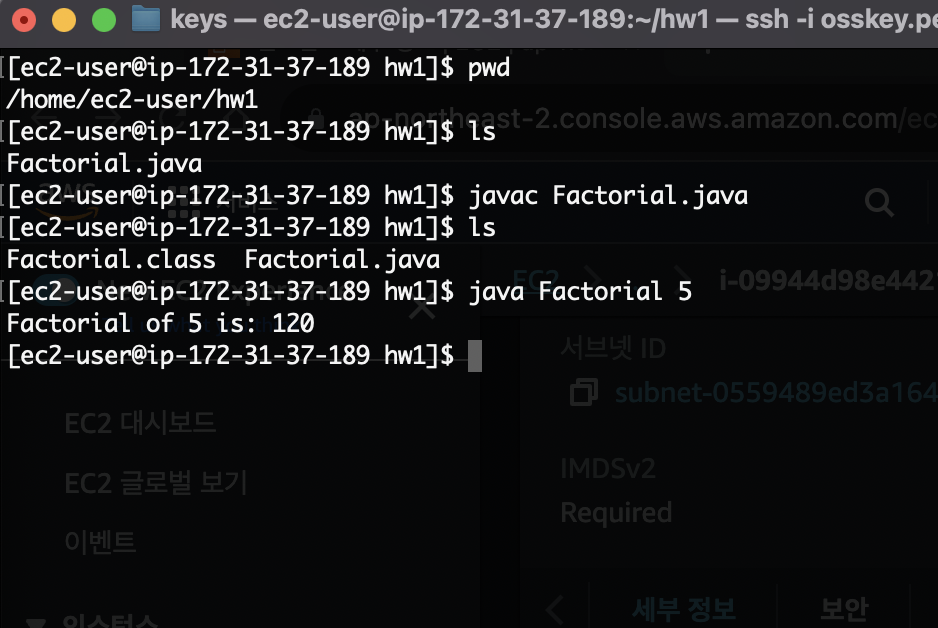 keys — ec2-user@ip-172-31-37-189:~/hw1 — ssh -i osskey.pe
[ec2-user@ip-172-31-37-189 hw1]$ pwd
/home/ec2-user/hw1
[ec2-user@ip-172-31-37-189 hw1]$ ls
Factorial.java
[ec2-user@ip-172-31-37-189 hw1]$ javac Factorial.java
[ec2-user@ip-172-31-37-189 hw1]$ ls
Factorial.class  Factorial.java
[ec2-user@ip-172-31-37-189 hw1]$ java Factorial 5
Factorial of 5 is: 120
[ec2-user@ip-172-31-37-189 hw1]$
ap-northeast-2.console.aws.amazon.com/ec
aws
EC2
i-09944d98e4421
서브넷 ID
subnet-0559489ed3a164
EC2 대시보드
EC2 글로벌 보기
IMDSv2
Required
이벤트
인스턴스
세부 정보
보안